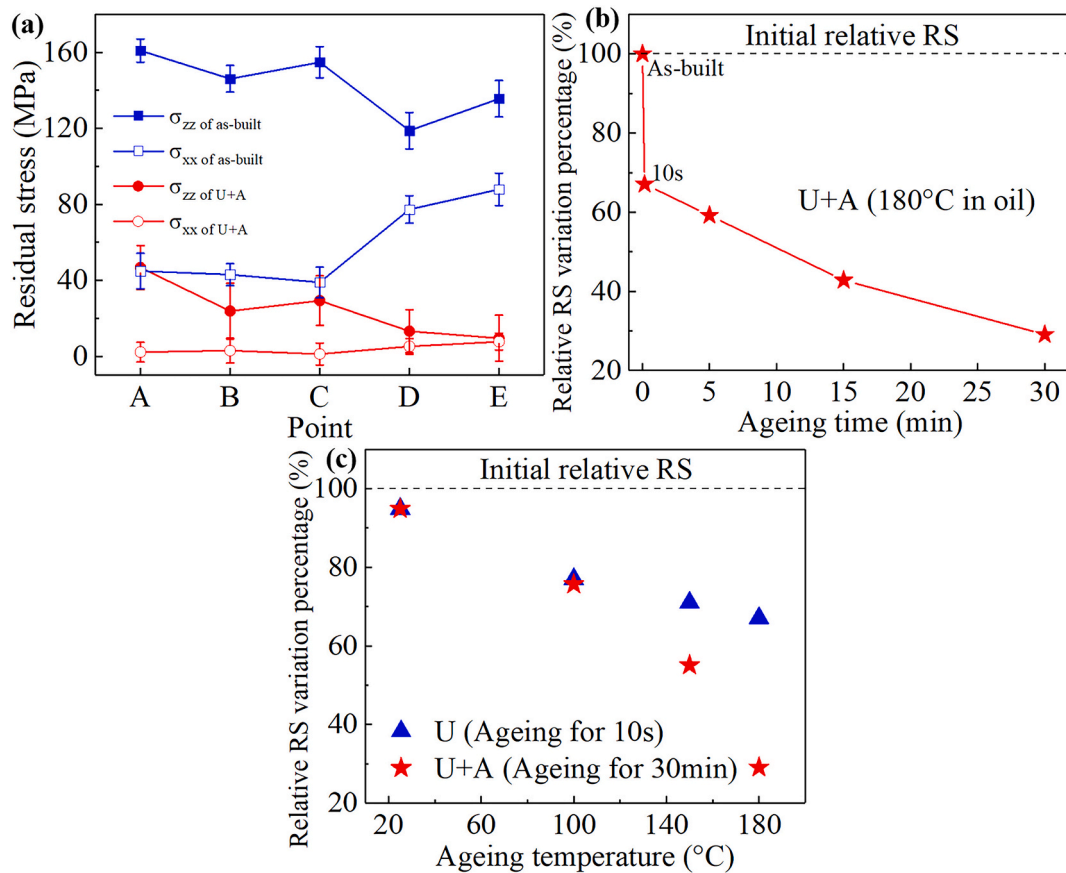 (a)
Residual stress (MPa)
160
120
80
40
0
σzz of as-built
σxx of as-built
σzz of U+A
σxx of U+A
A B C D E
Point
(b)
Relative RS variation percentage (%)
100
80
60
40
20
Initial relative RS
As-built
10s
U+A (180°C in oil)
0 5 10 15 20 25 30
Ageing time (min)
(c)
Relative RS variation percentage (%)
100
80
60
40
20
Initial relative RS
U (Ageing for 10s)
U+A (Ageing for 30min)
20 60 100 140 180
Ageing temperature (°C)